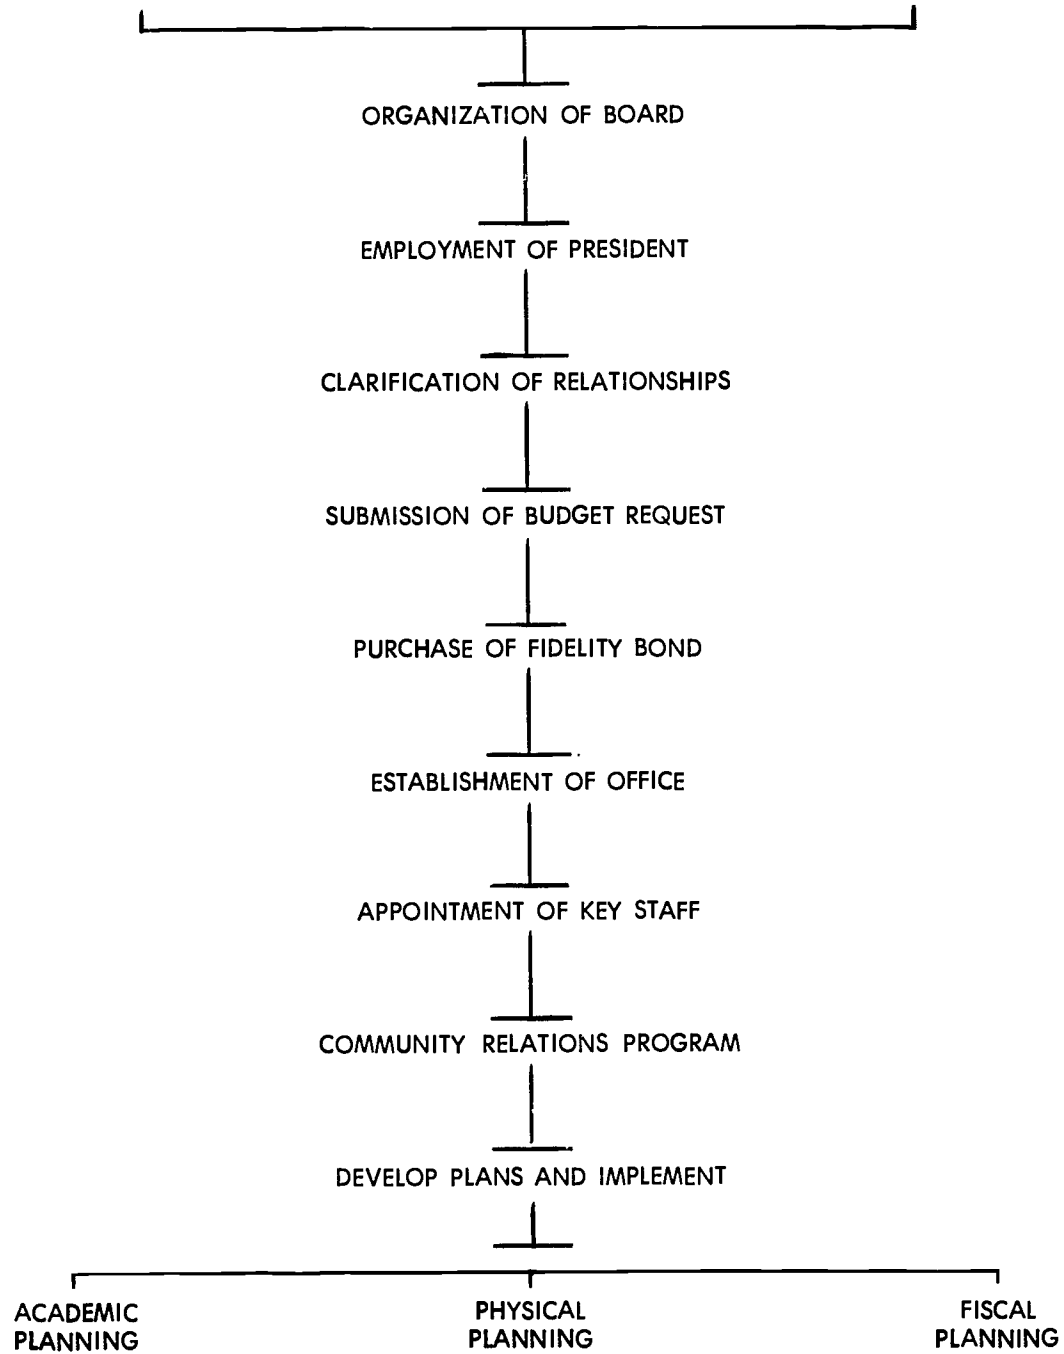 ORGANIZATION OF BOARD
EMPLOYMENT OF PRESIDENT
CLARIFICATION OF RELATIONSHIPS
SUBMISSION OF BUDGET REQUEST
PURCHASE OF FIDELITY BOND
ESTABLISHMENT OF OFFICE
APPOINTMENT OF KEY STAFF
COMMUNITY RELATIONS PROGRAM
DEVELOP PLANS AND IMPLEMENT
ACADEMIC
PLANNING
PHYSICAL
PLANNING
FISCAL
PLANNING